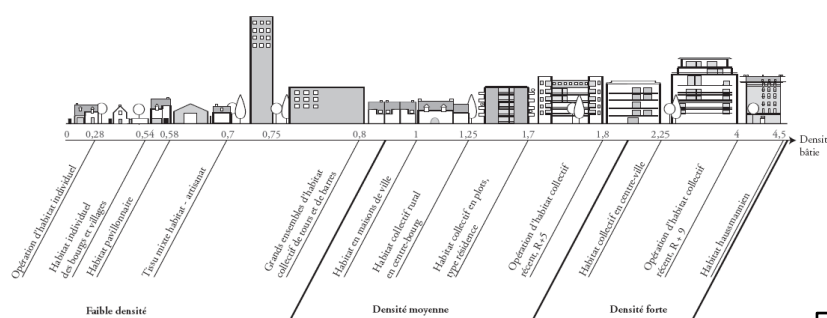 0 0,28 0,54 0,58 0,7 0,75 0,8 1 1,25 1,7 1,8 2,25 4 4,5
Densité
bâtie
Opération d'habitat individuel
Habitat individuel
des bourgs et villages
Habitat pavillonnaire
Tissu mixte habitat - artisanat
Grands ensembles d'habitat
collectif de tours et de barres
Habitat en maisons de ville
Habitat collectif rural
en centre-bourg
Habitat collectif en plots,
type résidence
Opération d'habitat collectif
récent, R+5
Habitat collectif en centre-ville
Opération d'habitat collectif
récent, R + 9
Habitat haussmannien
Faible densité
Densité moyenne
Densité forte